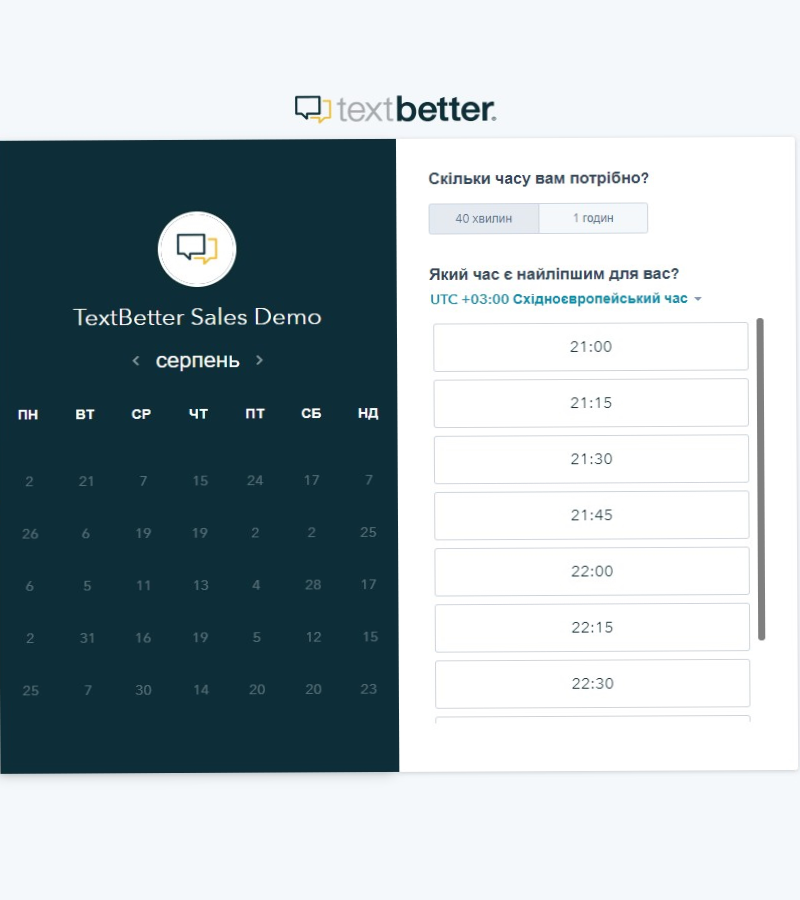 textbetter.
TextBetter Sales Demo
серпень
ПН ВТ СР ЧТ ПТ СБ НД
2 21 7 15 24 17 7
26 6 19 19 2 2 25
6 5 11 13 4 28 17
2 31 16 19 5 12 15
25 7 30 14 20 20 23
Скільки часу вам потрібно?
40 хвилин 1 годин
Який час є найліпшим для вас?
UTC +03:00 Східноєвропейський час
21:00
21:15
21:30
21:45
22:00
22:15
22:30